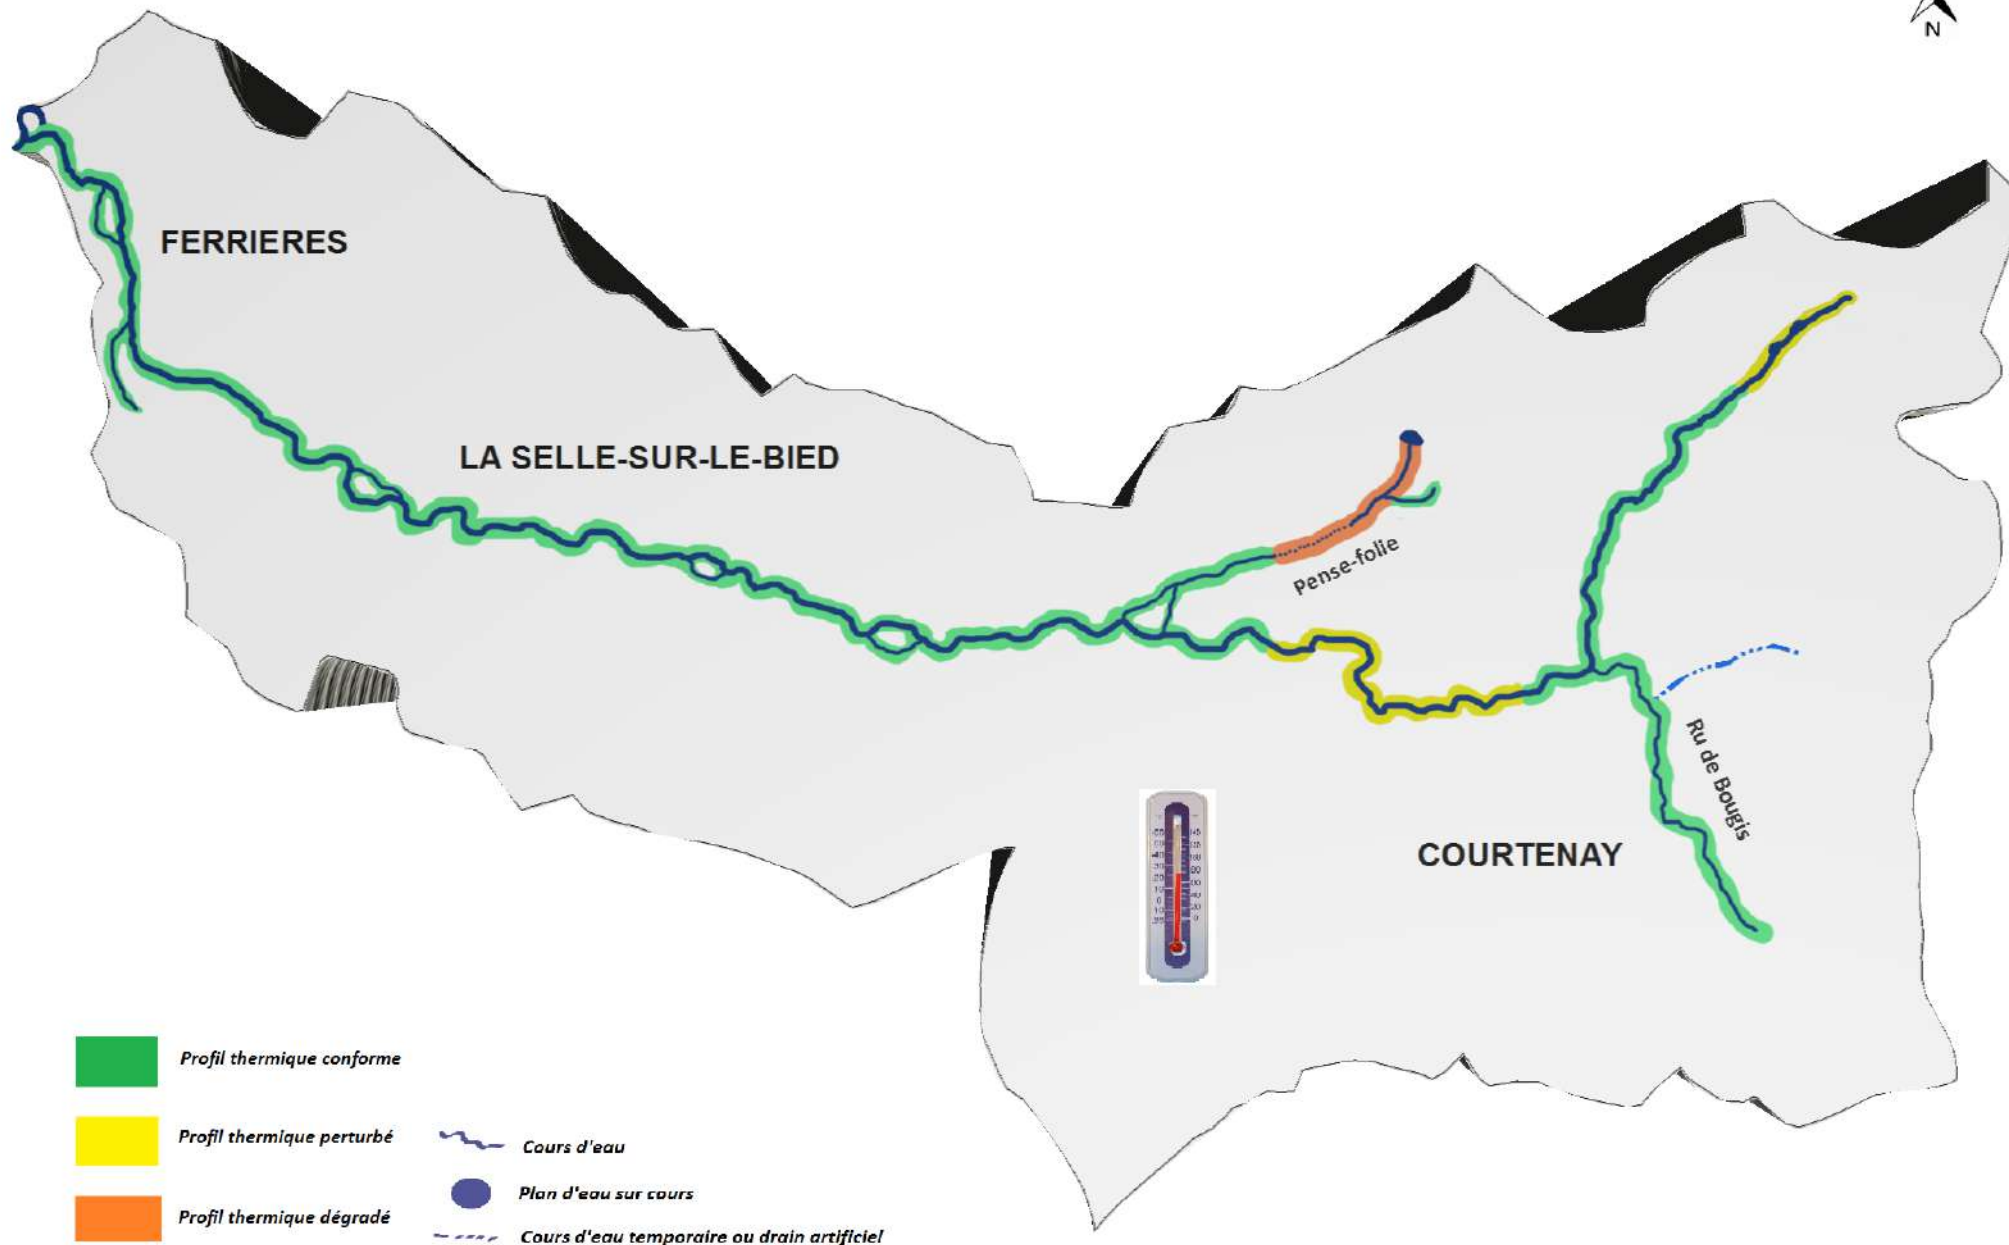 N
FERRIERES
LA SELLE-SUR-LE-BIED
Pense-folie
Ru de Bougis
COURTENAY
Profil thermique conforme
Profil thermique perturbé
Profil thermique dégradé
Cours d'eau
Plan d'eau sur cours
Cours d'eau temporaire ou drain artificiel